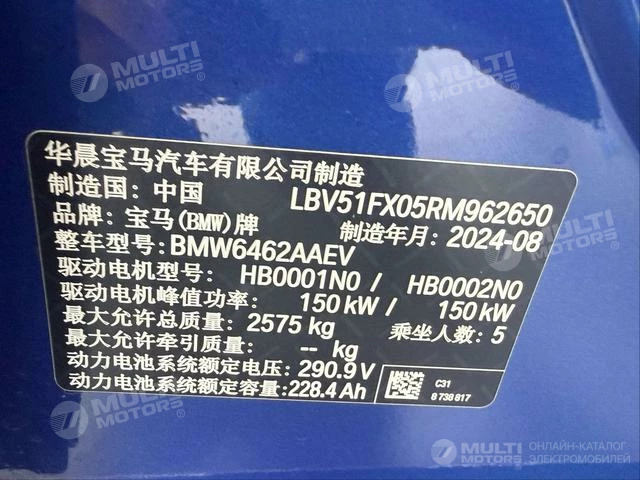 MULTI MOTORS®
MULTI MOTORS®
MULTI MOTORS®
华晨宝马汽车有限公司制造
制造国: 中国 LBV51FX05RM962650
品牌: 宝马(BMW)牌 制造年月: 2024-08
整车型号: BMW6462AAEV
驱动电机型号: HB0001N0 / HB0002N0
驱动电机峰值功率: 150 kW / 150 kW
最大允许总质量: 2575 kg 乘坐人数: 5
最大允许牵引质量: -- kg
动力电池系统额定电压: 290.9 V
动力电池系统额定容量: 228.4 Ah
C31
8 738 817
MULTI MOTORS®
MULTI MOTORS®
MULTI MOTORS
ОНЛАЙН-КАТАЛОГ
ЭЛЕКТРОМОБИЛЕЙ